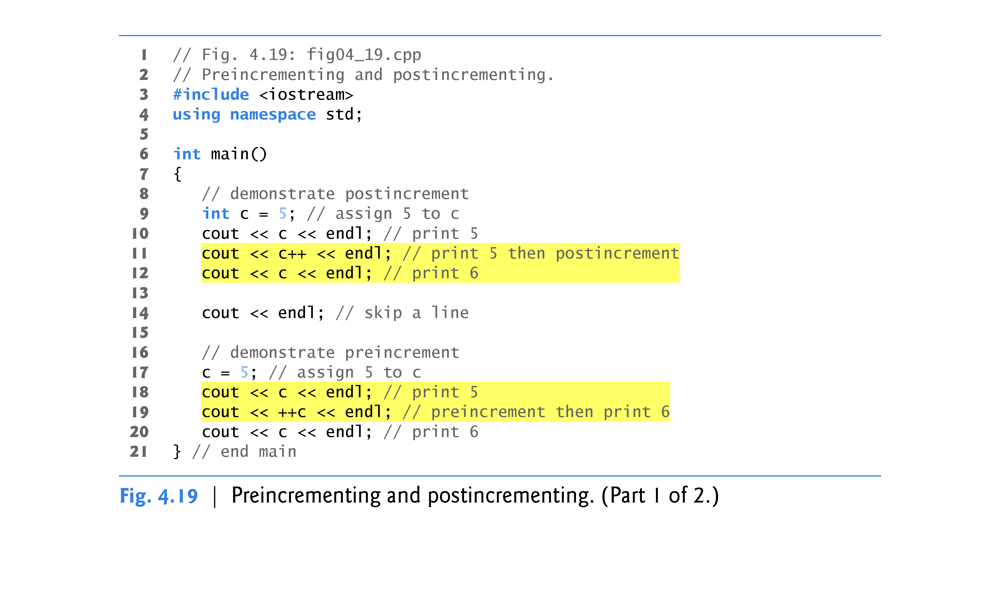 1 // Fig. 4.19: fig04_19.cpp
2 // Preincrementing and postincrementing.
3 #include <iostream>
4 using namespace std;
5
6 int main()
7 {
8 // demonstrate postincrement
9 int c = 5; // assign 5 to c
10 cout << c << endl; // print 5
11 cout << c++ << endl; // print 5 then postincrement
12 cout << c << endl; // print 6
13
14 cout << endl; // skip a line
15
16 // demonstrate preincrement
17 c = 5; // assign 5 to c
18 cout << c << endl; // print 5
19 cout << ++c << endl; // preincrement then print 6
20 cout << c << endl; // print 6
21 } // end main
Fig. 4.19 | Preincrementing and postincrementing. (Part 1 of 2.)